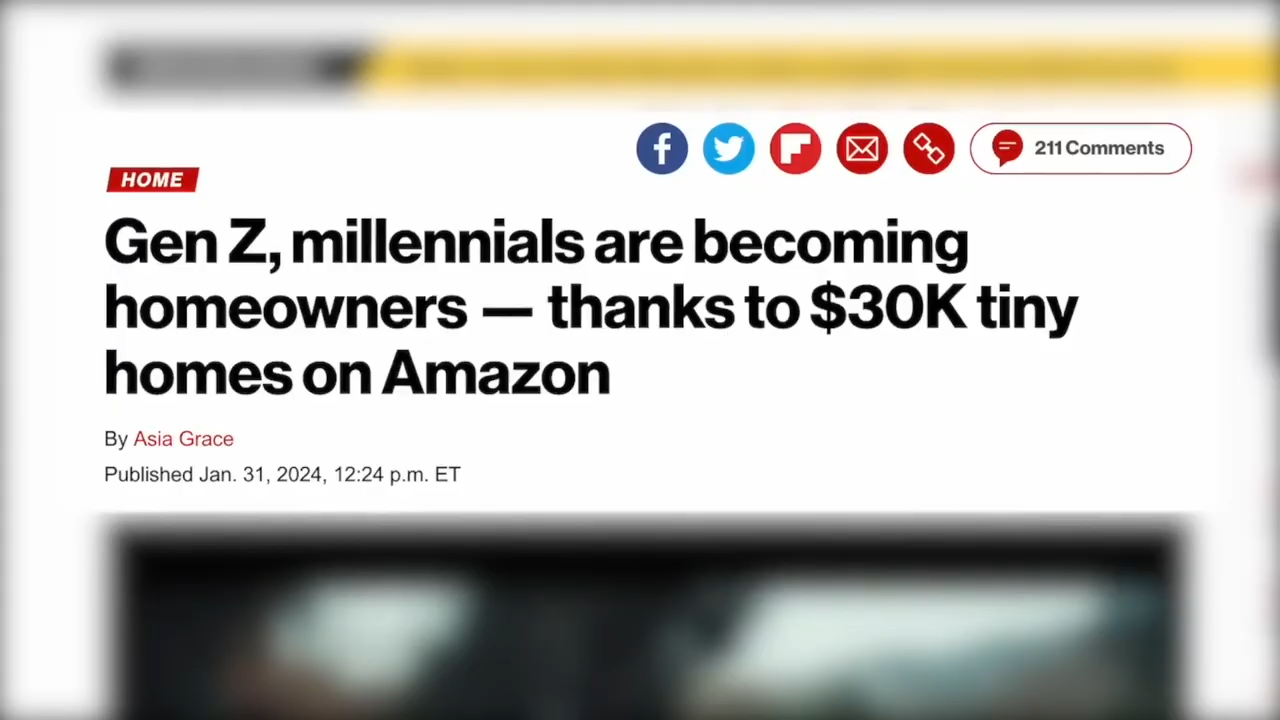 211 Comments
HOME
Gen Z, millennials are becoming
homeowners — thanks to $30K tiny
homes on Amazon
By Asia Grace
Published Jan. 31, 2024, 12:24 p.m. ET